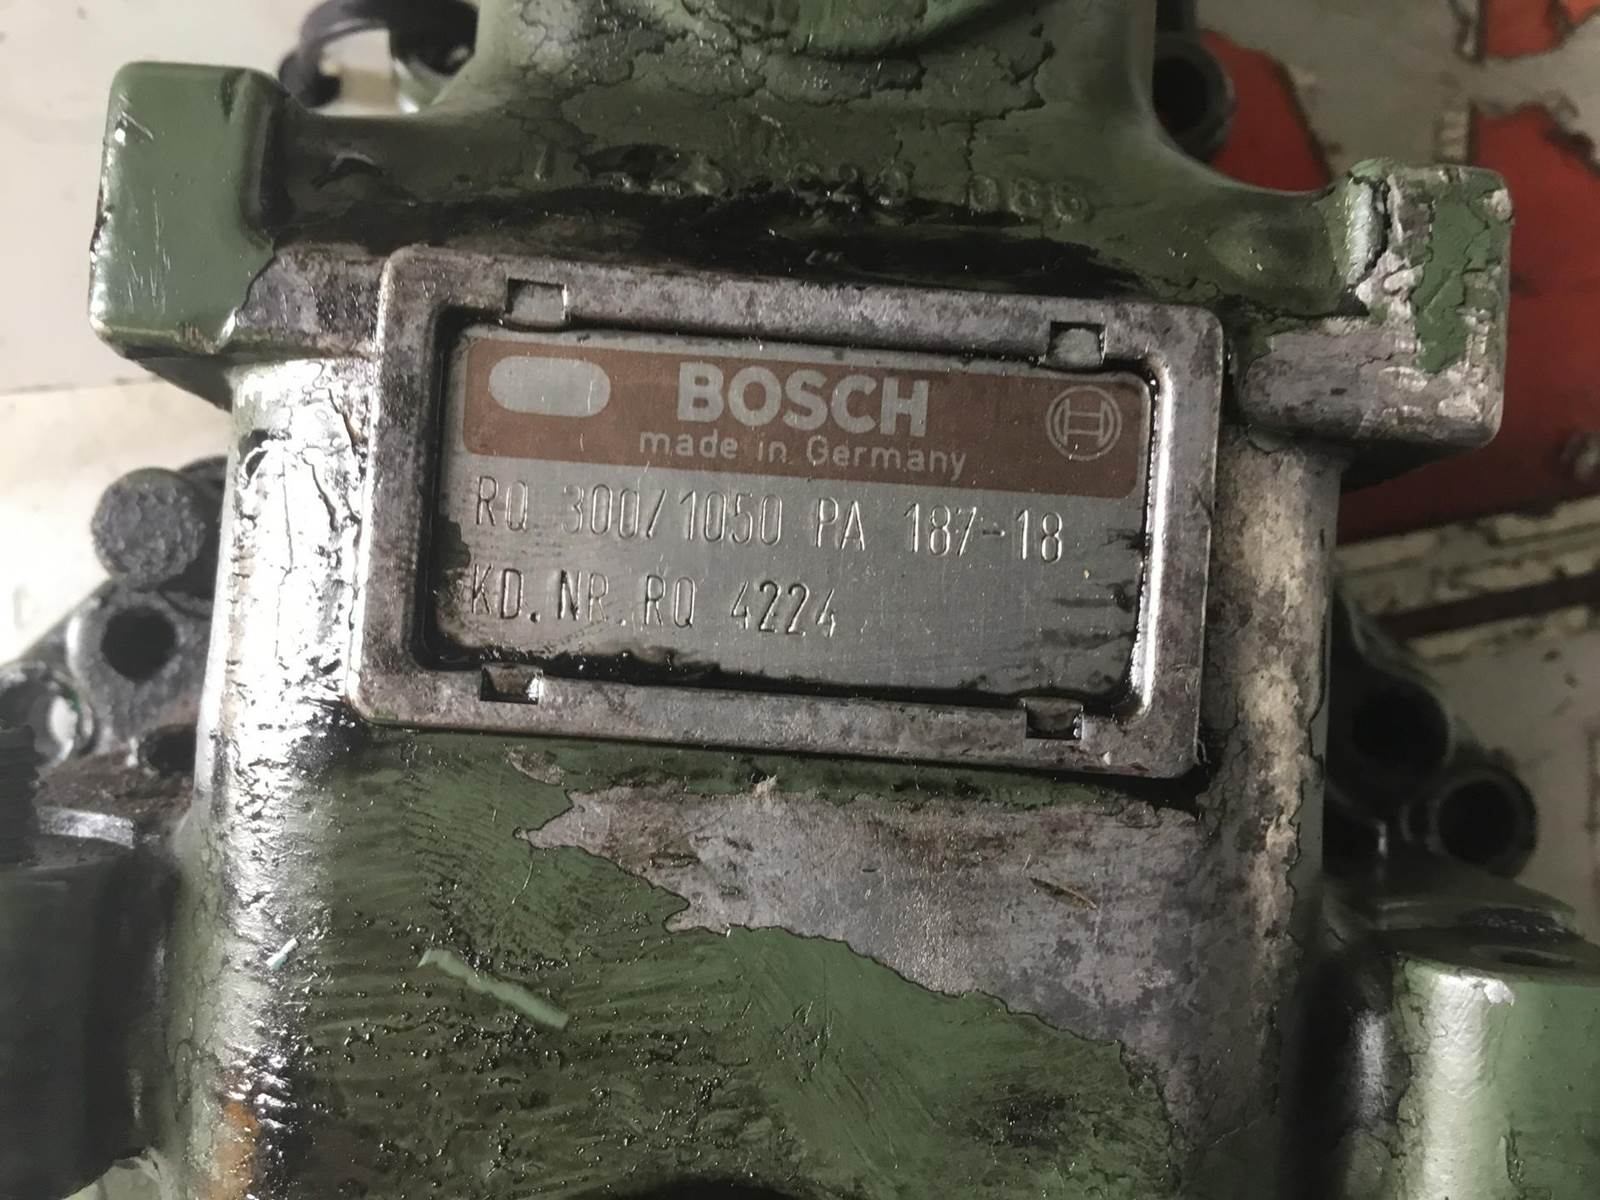 BOSCH
made in Germany
RQ 300/1050 PA 187-18
KD. NR. RQ 4224